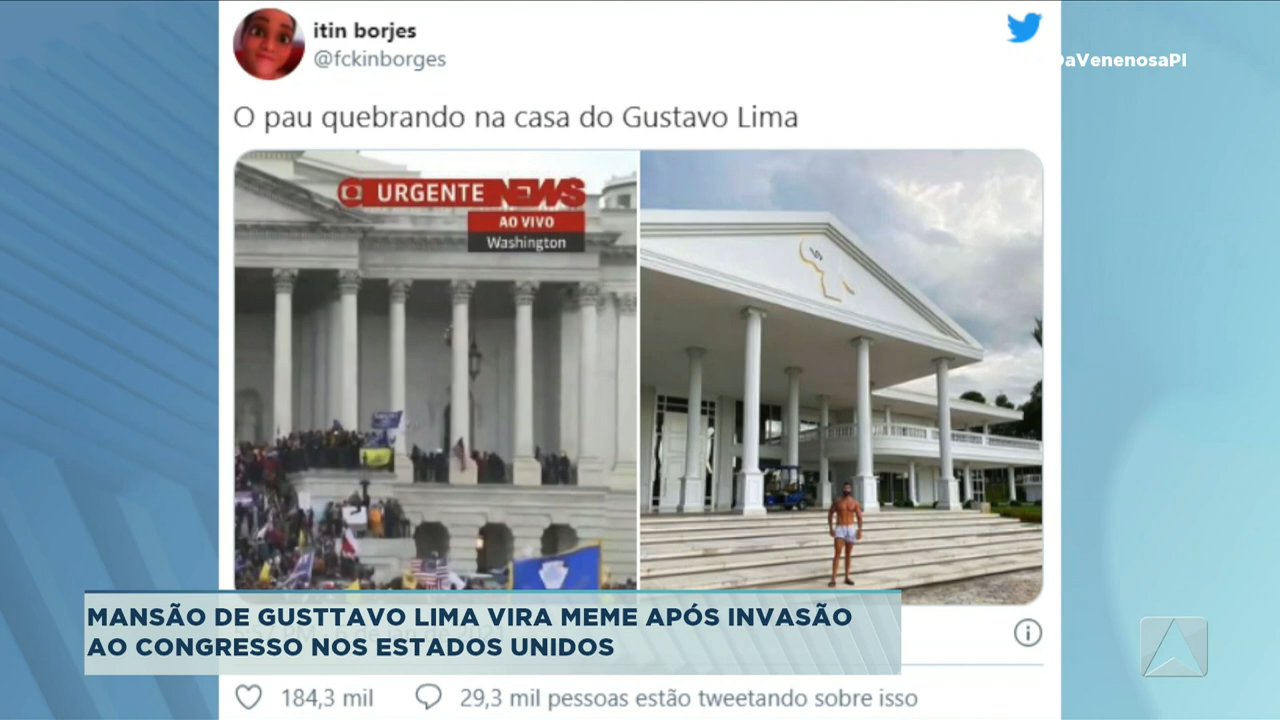 itin borjes
@fckinborges
DaVenenosaPI
O pau quebrando na casa do Gustavo Lima
URGENTE NEWS
AO VIVO
Washington
MANSÃO DE GUSTTAVO LIMA VIRA MEME APÓS INVASÃO
AO CONGRESSO NOS ESTADOS UNIDOS
184,3 mil
29,3 mil pessoas estão tweetando sobre isso